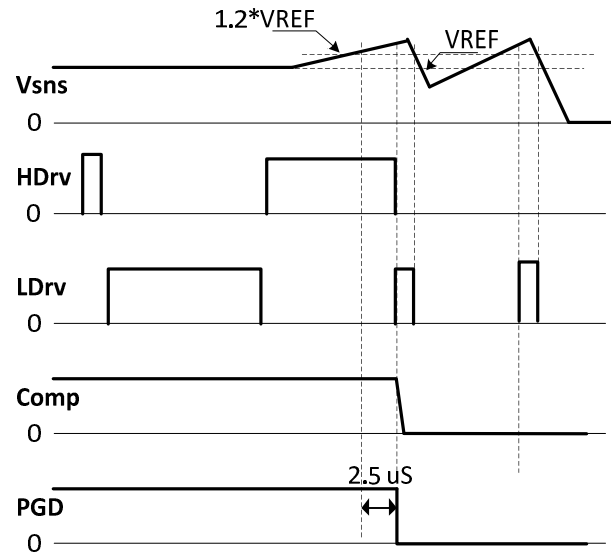 1.2*VREF
VREF
Vsns
0
HDrv
0
LDrv
0
Comp
0
2.5 uS
PGD
0